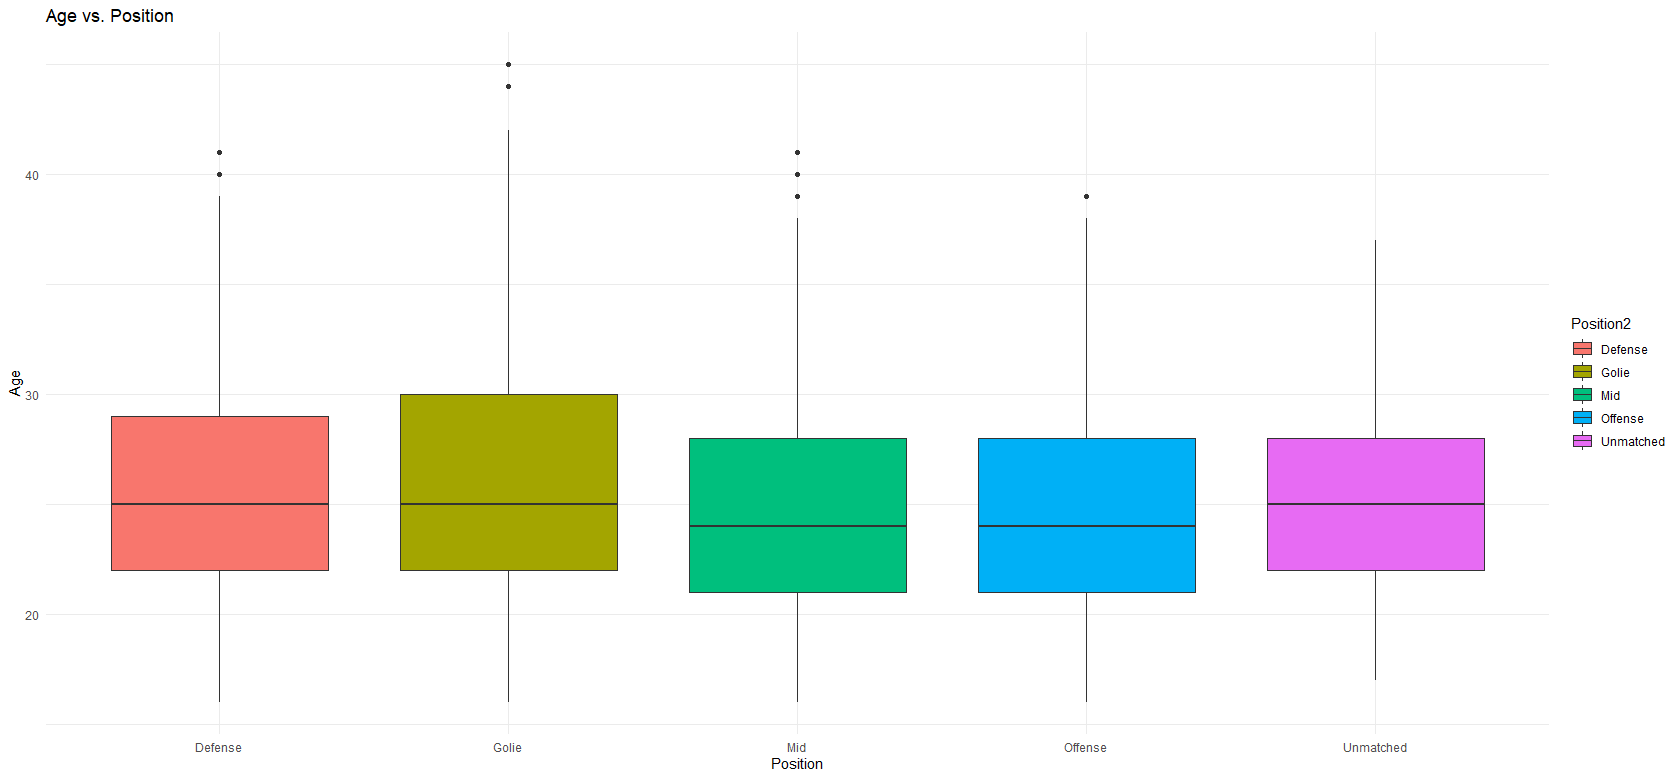 Age vs. Position
Age
40
30
20
Defense
Golie
Mid
Offense
Unmatched
Position
Position2
Defense
Golie
Mid
Offense
Unmatched